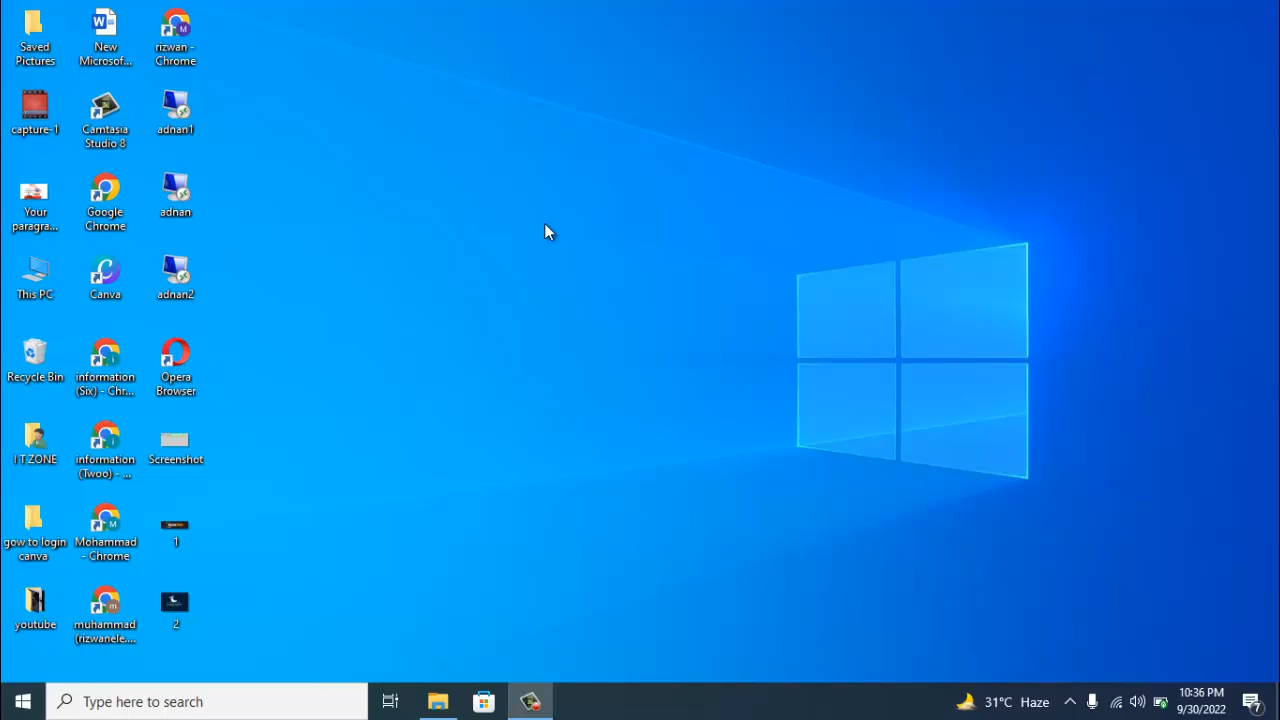 Saved
Pictures
New
Microsof...
rizwan -
Chrome
capture-1
Camtasia
Studio 8
adnan1
Your
paragra...
Google
Chrome
adnan
This PC
Canva
adnan2
Recycle Bin
information
(Six) - Chr...
Opera
Browser
I T ZONE
information
(Twoo) - ...
Screenshot
gow to login
canva
Mohammad
- Chrome
1
youtube
muhammad
(rizwanele....
2
Type here to search
31°C Haze
10:36 PM
9/30/2022
7